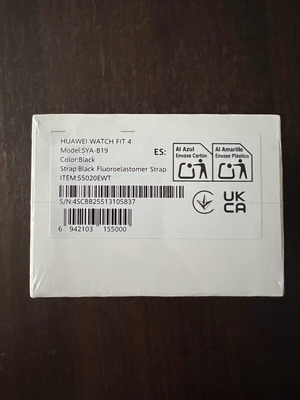 HUAWEI WATCH FIT 4
Model:SYA-B19
Color:Black
Strap:Black Fluoroelastomer Strap
ITEM:55020EWT
S/N:4SCBB25513105837
6 942103 155000
ES:
Al Azul
Envase Cartón
Al Amarillo
Envase Plástico
UK
CA